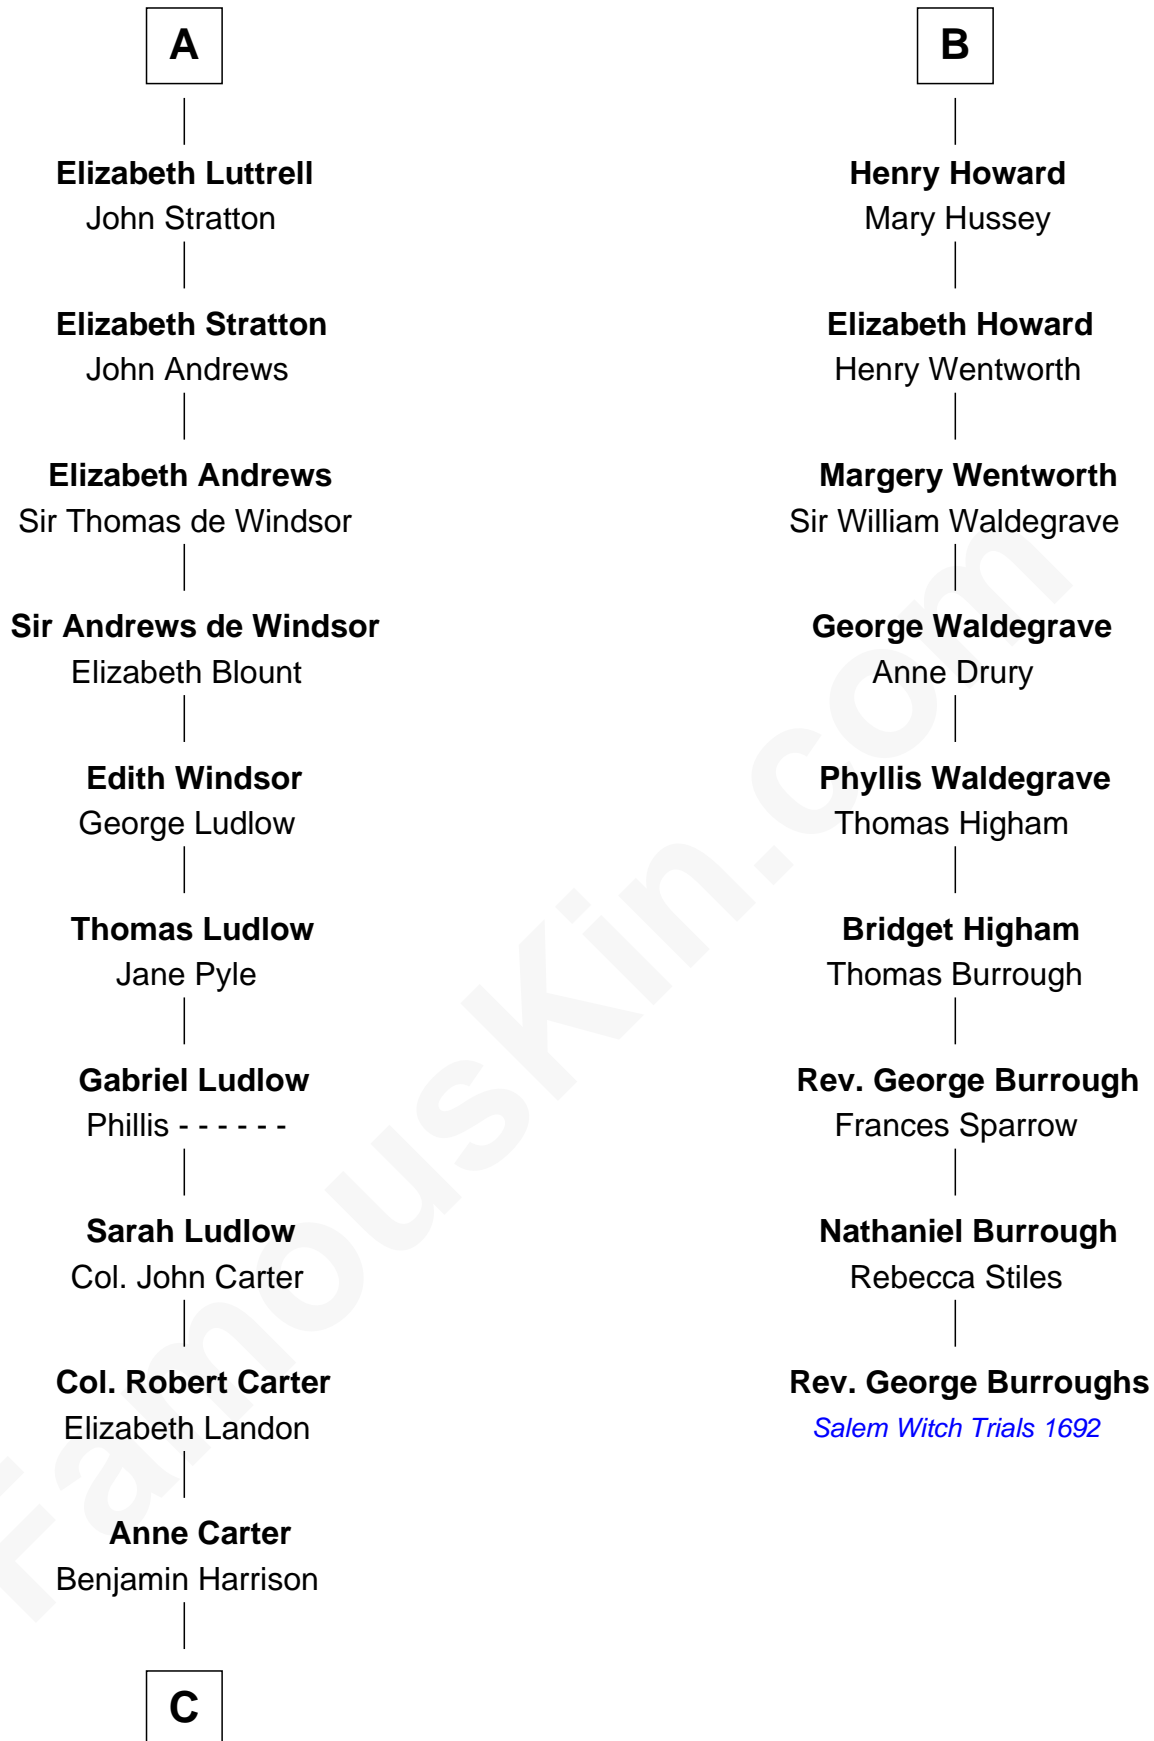 A
Elizabeth Luttrell
John Stratton
Elizabeth Stratton
John Andrews
Elizabeth Andrews
Sir Thomas de Windsor
Sir Andrews de Windsor
Elizabeth Blount
Edith Windsor
George Ludlow
Thomas Ludlow
Jane Pyle
Gabriel Ludlow
Phillis - - - - - -
Sarah Ludlow
Col. John Carter
Col. Robert Carter
Elizabeth Landon
Anne Carter
Benjamin Harrison
C
B
Henry Howard
Mary Hussey
Elizabeth Howard
Henry Wentworth
Margery Wentworth
Sir William Waldegrave
George Waldegrave
Anne Drury
Phyllis Waldegrave
Thomas Higham
Bridget Higham
Thomas Burrough
Rev. George Burrough
Frances Sparrow
Nathaniel Burrough
Rebecca Stiles
Rev. George Burroughs
Salem Witch Trials 1692
FamousKin.com